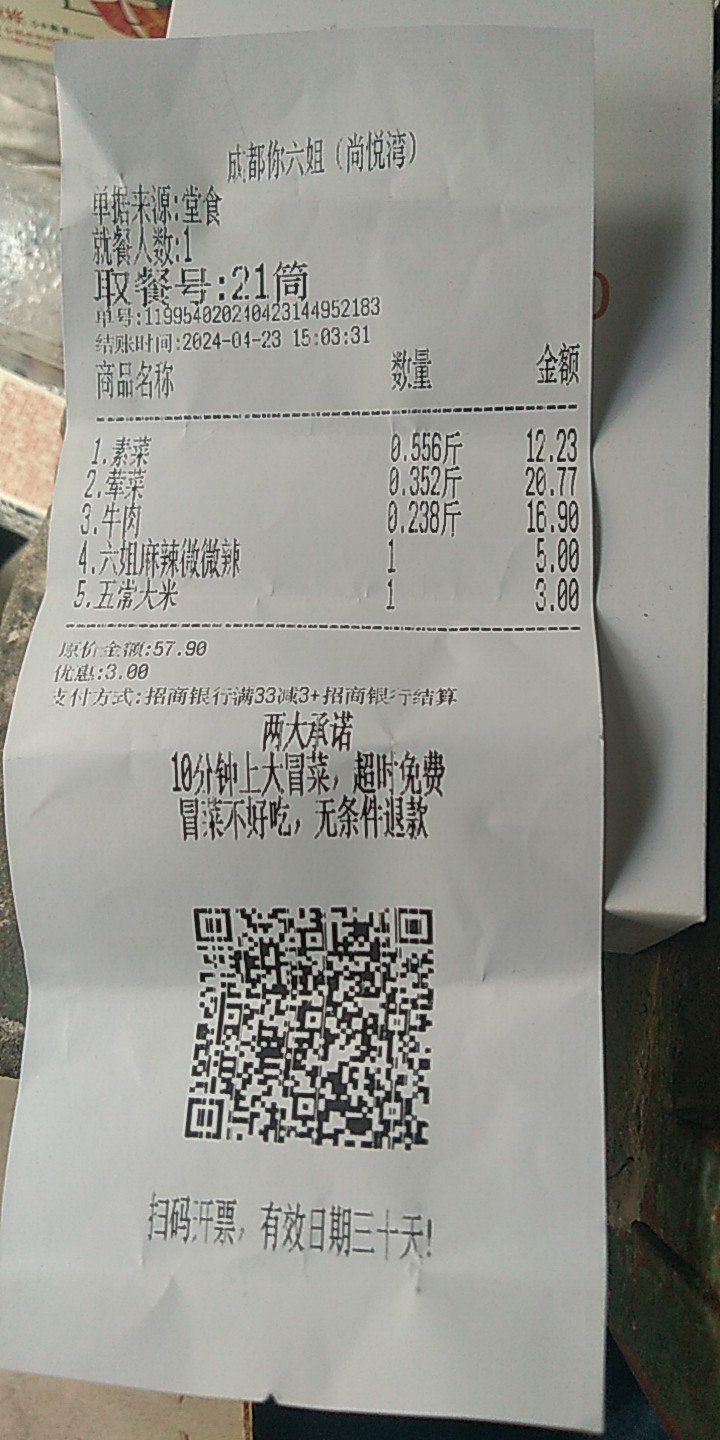 成都你六姐（尚悦湾）
单据来源:堂食
就餐人数:1
取餐号:21筒
单号:119954020240423144952183
结账时间:2024-04-23 15:03:31
商品名称 数量 金额
1.素菜 0.556斤 12.23
2.荤菜 0.352斤 20.77
3.牛肉 0.238斤 16.90
4.六姐麻辣微微辣 1 5.00
5.五常大米 1 3.00
原价金额:57.90
优惠:3.00
支付方式:招商银行满33减3+招商银行结算
两大承诺
10分钟上大冒菜，超时免费
冒菜不好吃，无条件退款
扫码开票，有效日期三十天!